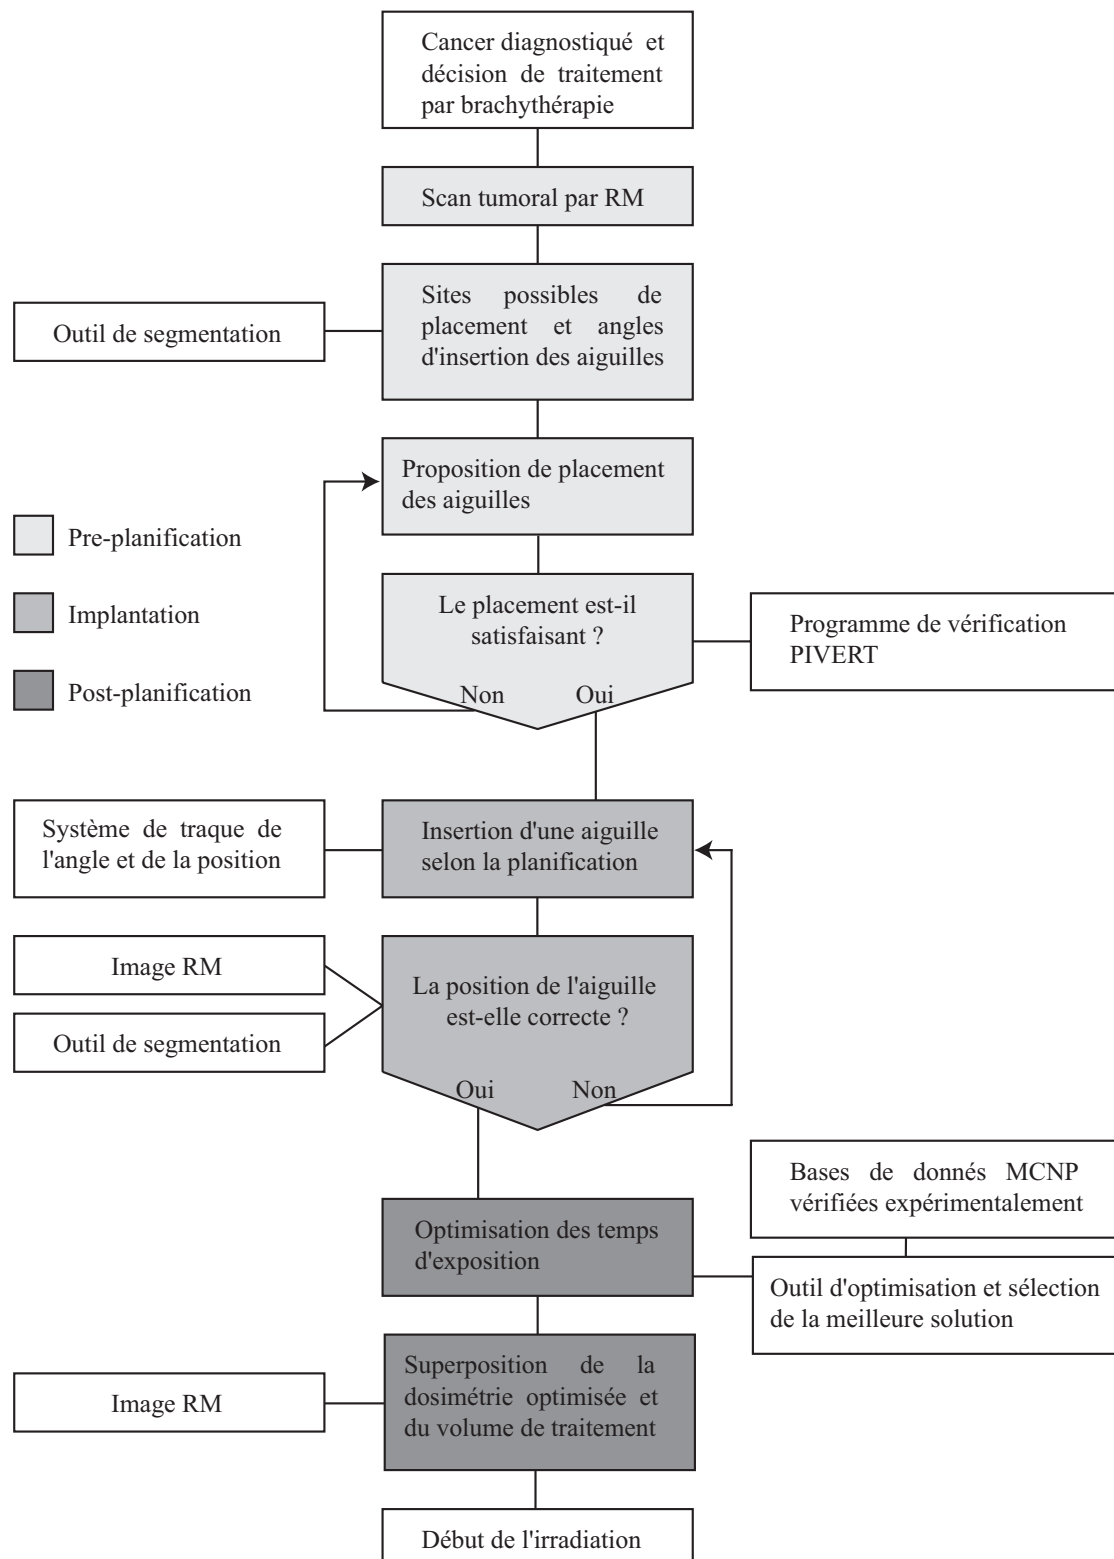 Cancer diagnostiqué et
décision de traitement
par brachythérapie
Scan tumoral par RM
Sites possibles de
placement et angles
d'insertion des aiguilles
Outil de segmentation
Proposition de placement
des aiguilles
Pre-planification
Implantation
Post-planification
Le placement est-il
satisfaisant ?
Non Oui
Programme de vérification
PIVERT
Système de traque de
l'angle et de la position
Insertion d'une aiguille
selon la planification
Image RM
Outil de segmentation
La position de l'aiguille
est-elle correcte ?
Oui Non
Bases de donnés MCNP
vérifiées expérimentalement
Optimisation des temps
d'exposition
Outil d'optimisation et sélection
de la meilleure solution
Superposition de la
dosimétrie optimisée et
du volume de traitement
Image RM
Début de l'irradiation